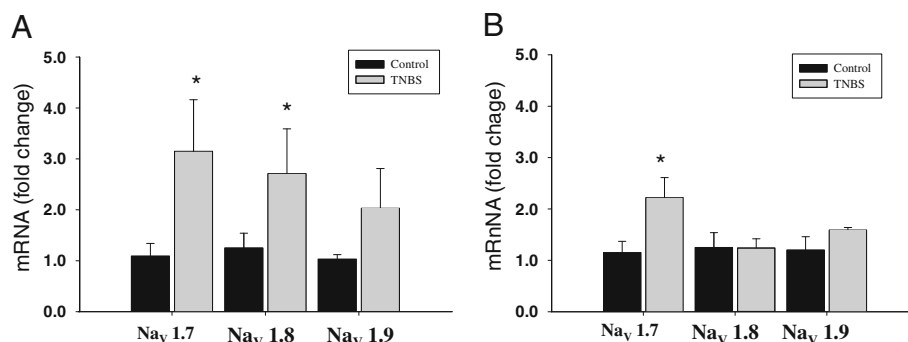 A
mRNA (fold change)
5.0
4.0
3.0
2.0
1.0
0.0
Control
TNBS
*
*
Nav 1.7
Nav 1.8
Nav 1.9
B
mRnNA (fold chage)
5.0
4.0
3.0
2.0
1.0
0.0
Control
TNBS
*
Nav 1.7
Nav 1.8
Nav 1.9